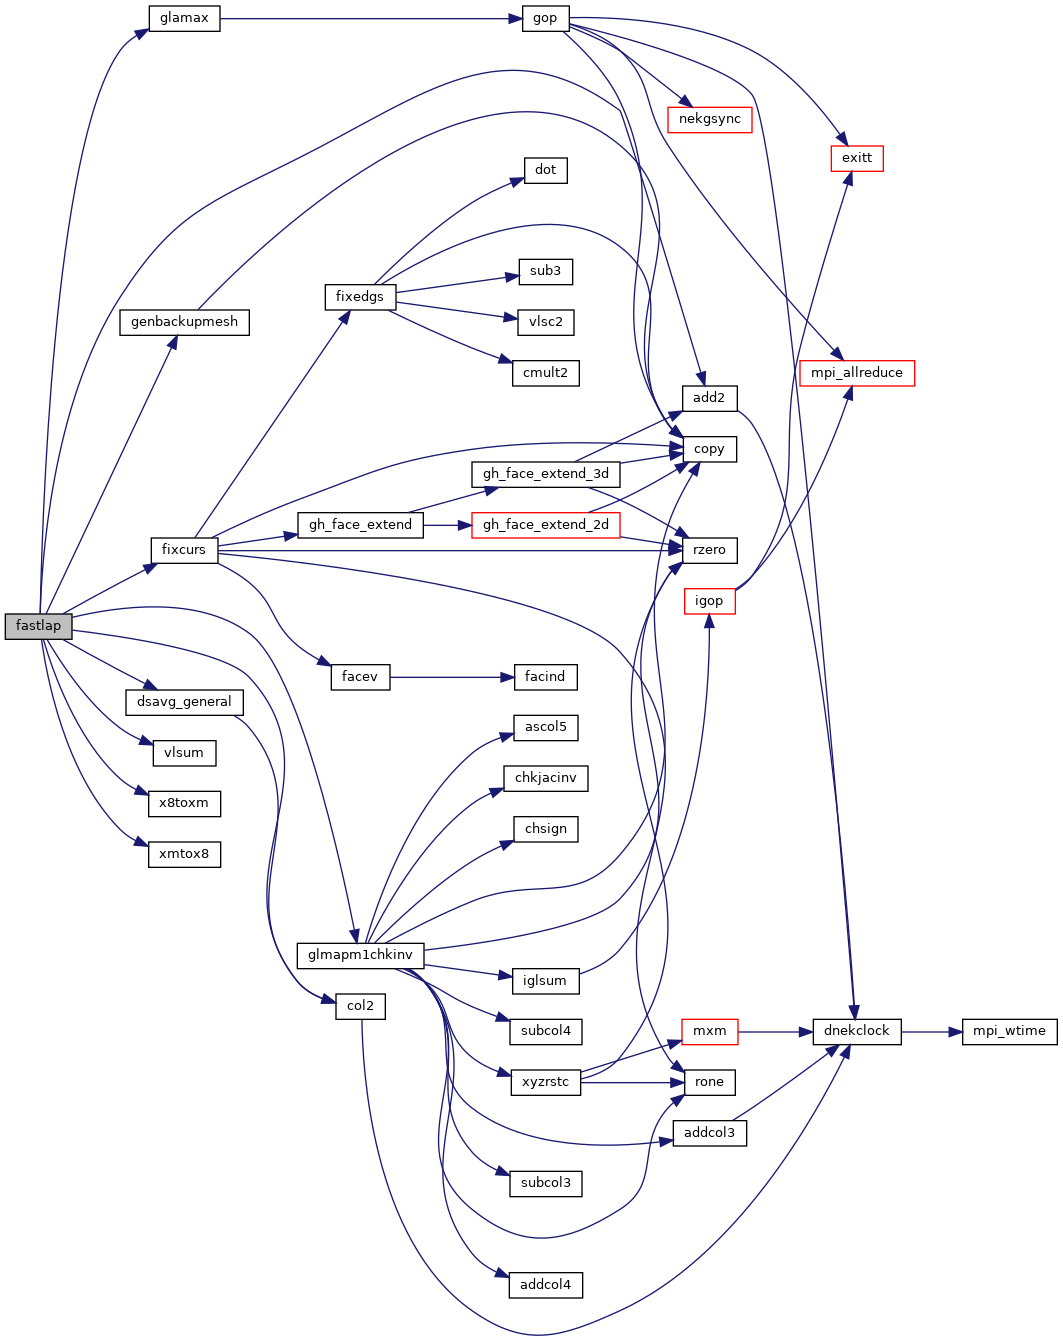 glamax
gop
nekgsync
exitt
dot
sub3
fixedgs
genbackupmesh
vlsc2
cmult2
mpi_allreduce
add2
copy
gh_face_extend_3d
gh_face_extend
gh_face_extend_2d
fixcurs
rzero
igop
fastlap
facev
facind
dsavg_general
ascol5
vlsum
chkjacinv
x8toxm
chsign
xmtox8
glmapm1chkinv
iglsum
col2
subcol4
mxm
dnekclock
mpi_wtime
xyzrstc
rone
addcol3
subcol3
addcol4